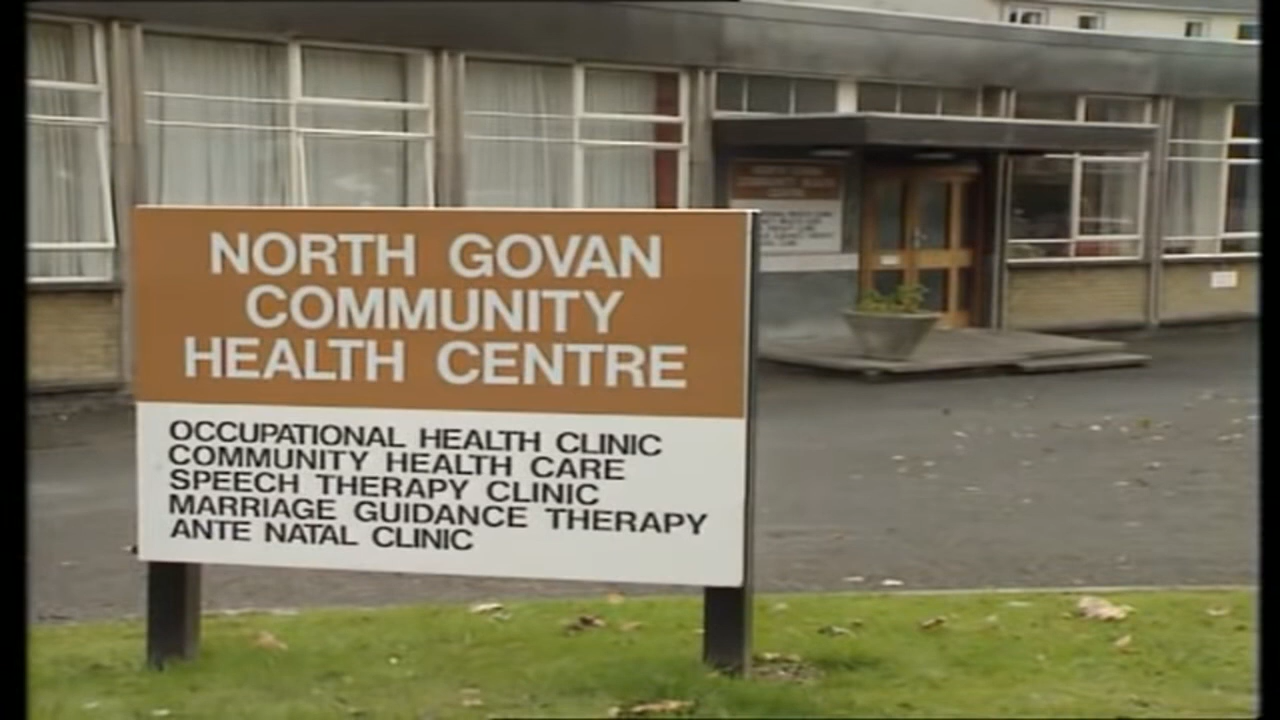 NORTH GOVAN
COMMUNITY
HEALTH CENTRE
OCCUPATIONAL HEALTH CLINIC
COMMUNITY HEALTH CARE
SPEECH THERAPY CLINIC
MARRIAGE GUIDANCE THERAPY
ANTE NATAL CLINIC